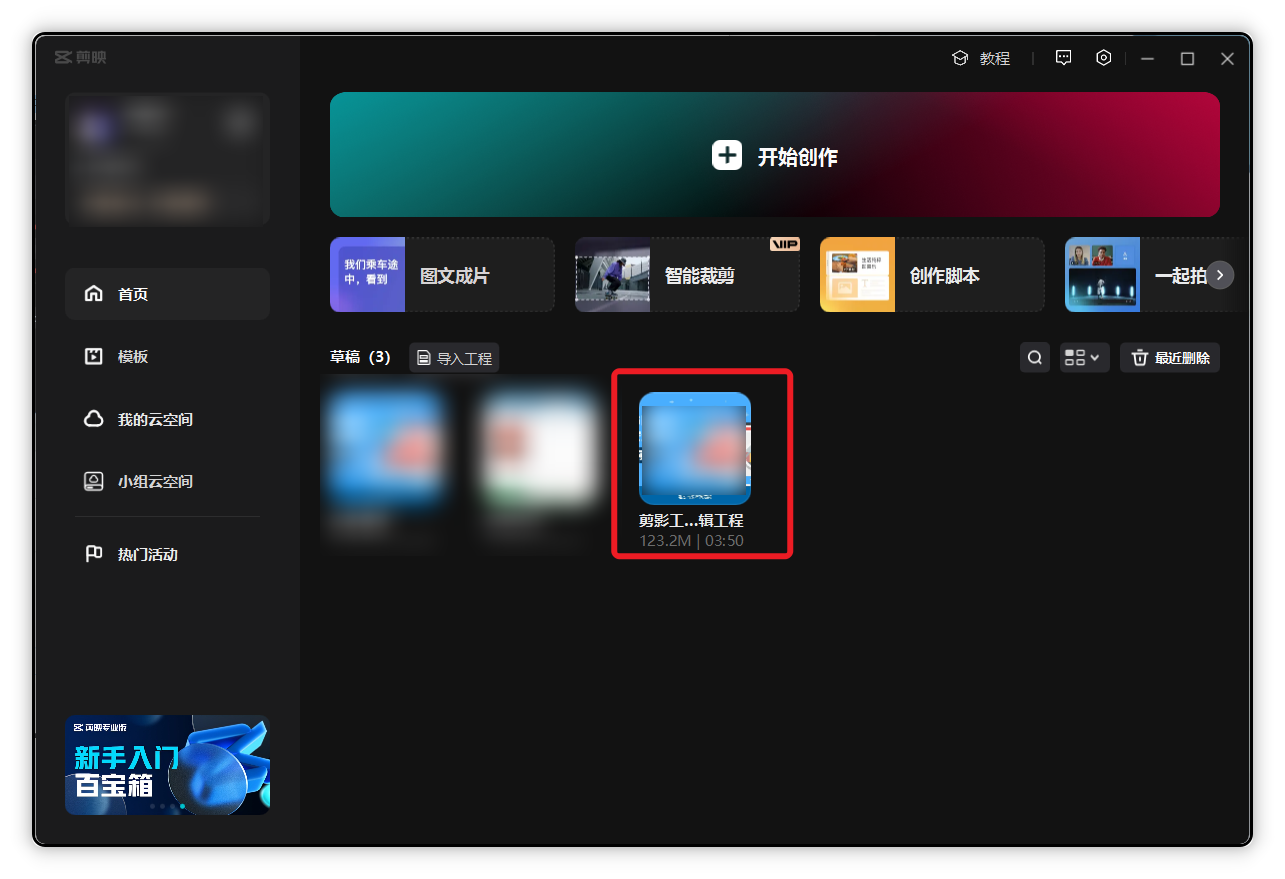 剪映
教程
开始创作
我们乘车途
中，看到
图文成片
VIP
智能裁剪
创作脚本
一起拍
首页
模板
我的云空间
小组云空间
热门活动
草稿（3）
导入工程
最近删除
剪影工...辑工程
123.2M | 03:50
剪映专业版
新手入门
百宝箱